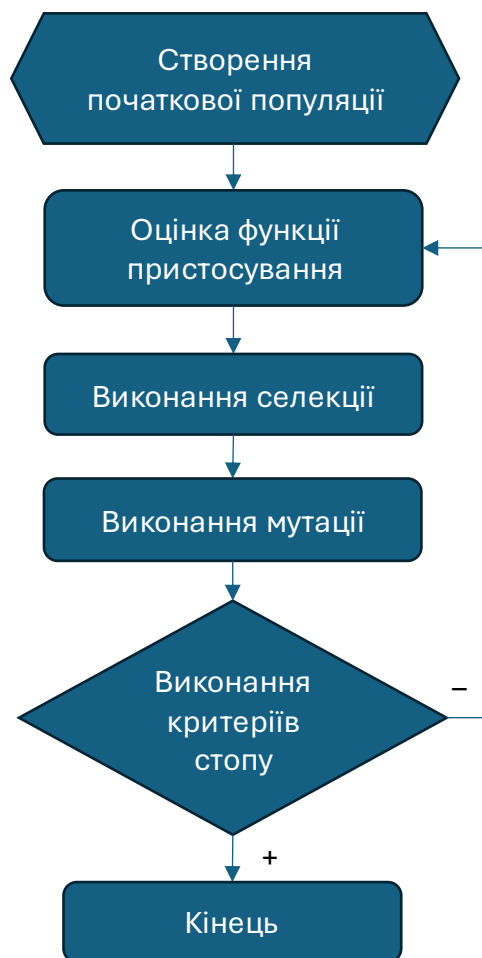 Створення
початкової популяції
Оцінка функції
пристосування
Виконання селекції
Виконання мутації
Виконання
критеріїв
стопу
–
+
Кінець